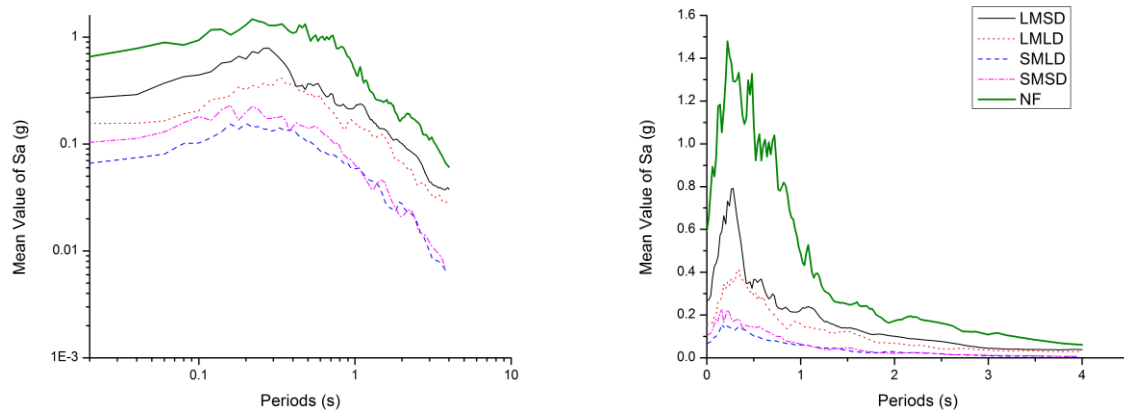 Mean Value of Sa (g)
1
0.1
0.01
1E-3
0.1
1
10
Periods (s)
Mean Value of Sa (g)
1.6
1.4
1.2
1.0
0.8
0.6
0.4
0.2
0.0
0
1
2
3
4
Periods (s)
LMSD
LMLD
SMLD
SMSD
NF